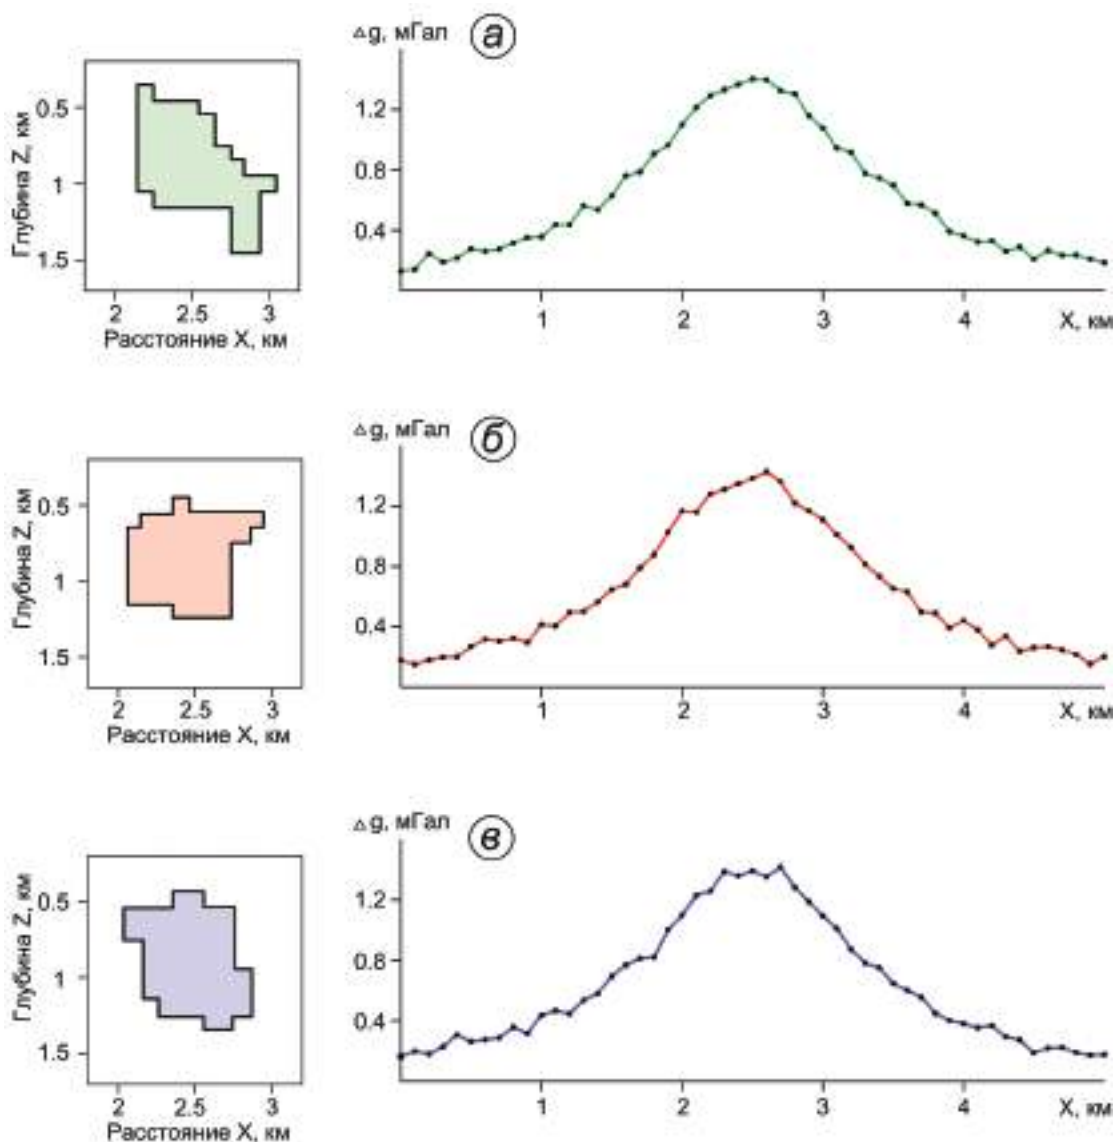 Δg, мГал
а
Глубина Z, км
0.5
1
1.5
2 2.5 3
Расстояние X, км
1.2
0.8
0.4
1 2 3 4 X, км
Δg, мГал
б
Глубина Z, км
0.5
1
1.5
2 2.5 3
Расстояние X, км
1.2
0.8
0.4
1 2 3 4 X, км
Δg, мГал
в
Глубина Z, км
0.5
1
1.5
2 2.5 3
Расстояние X, км
1.2
0.8
0.4
1 2 3 4 X, км